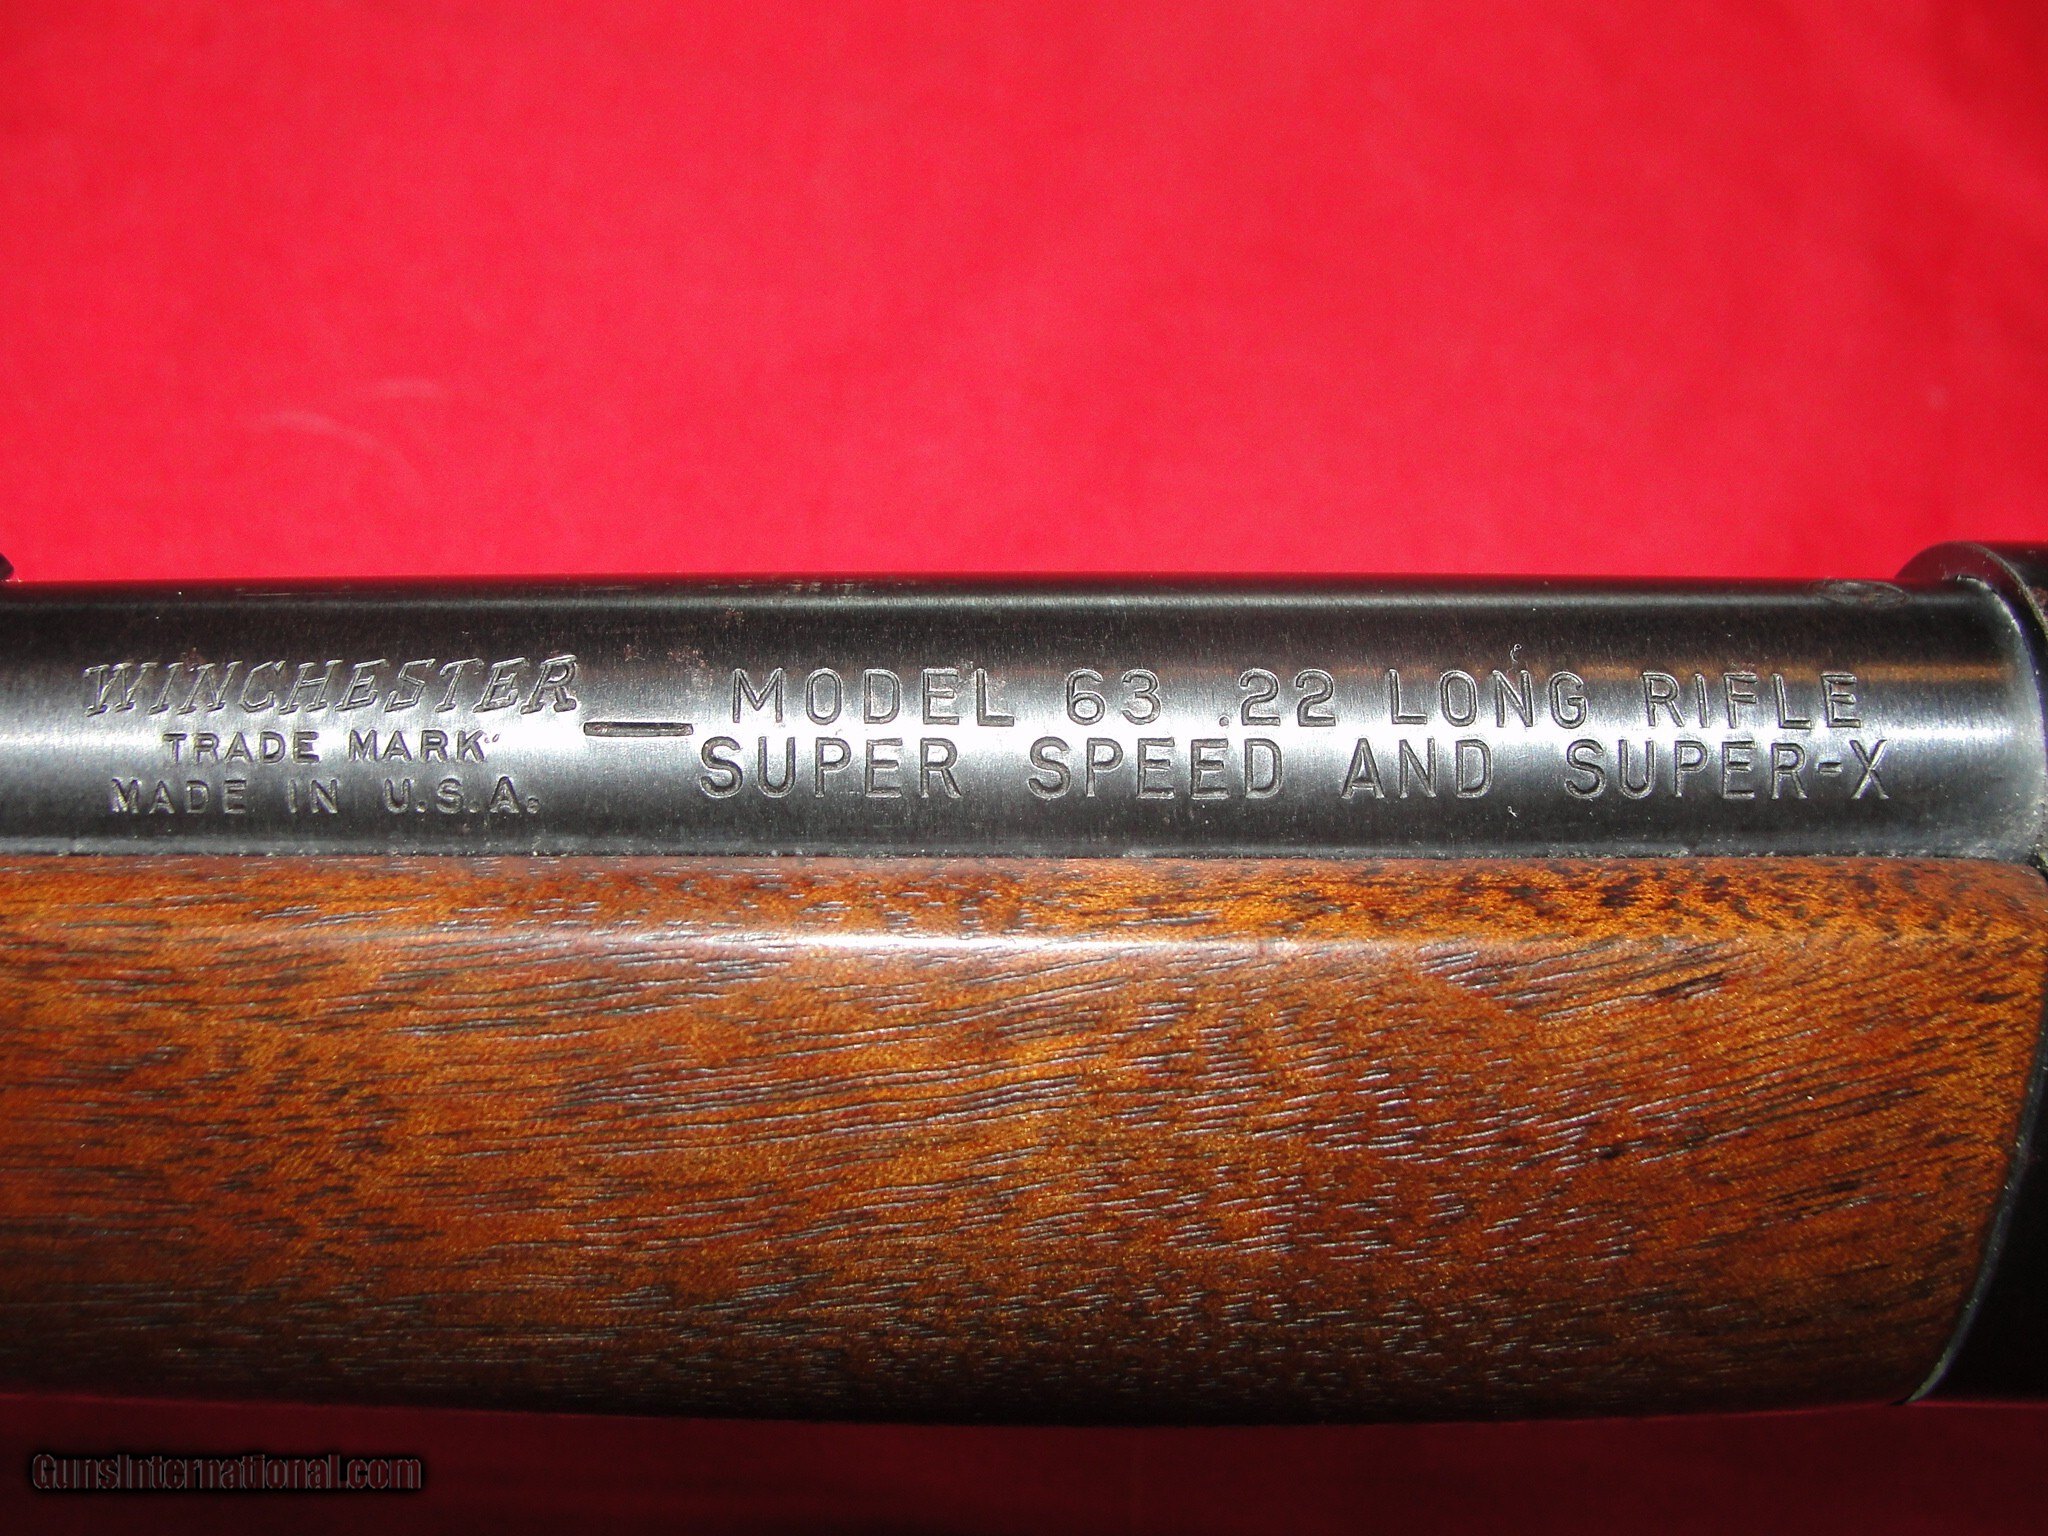 WINCHESTER
TRADE MARK
MADE IN U.S.A.
— MODEL 63 .22 LONG RIFLE
SUPER SPEED AND SUPER-X
GunsInternational.com